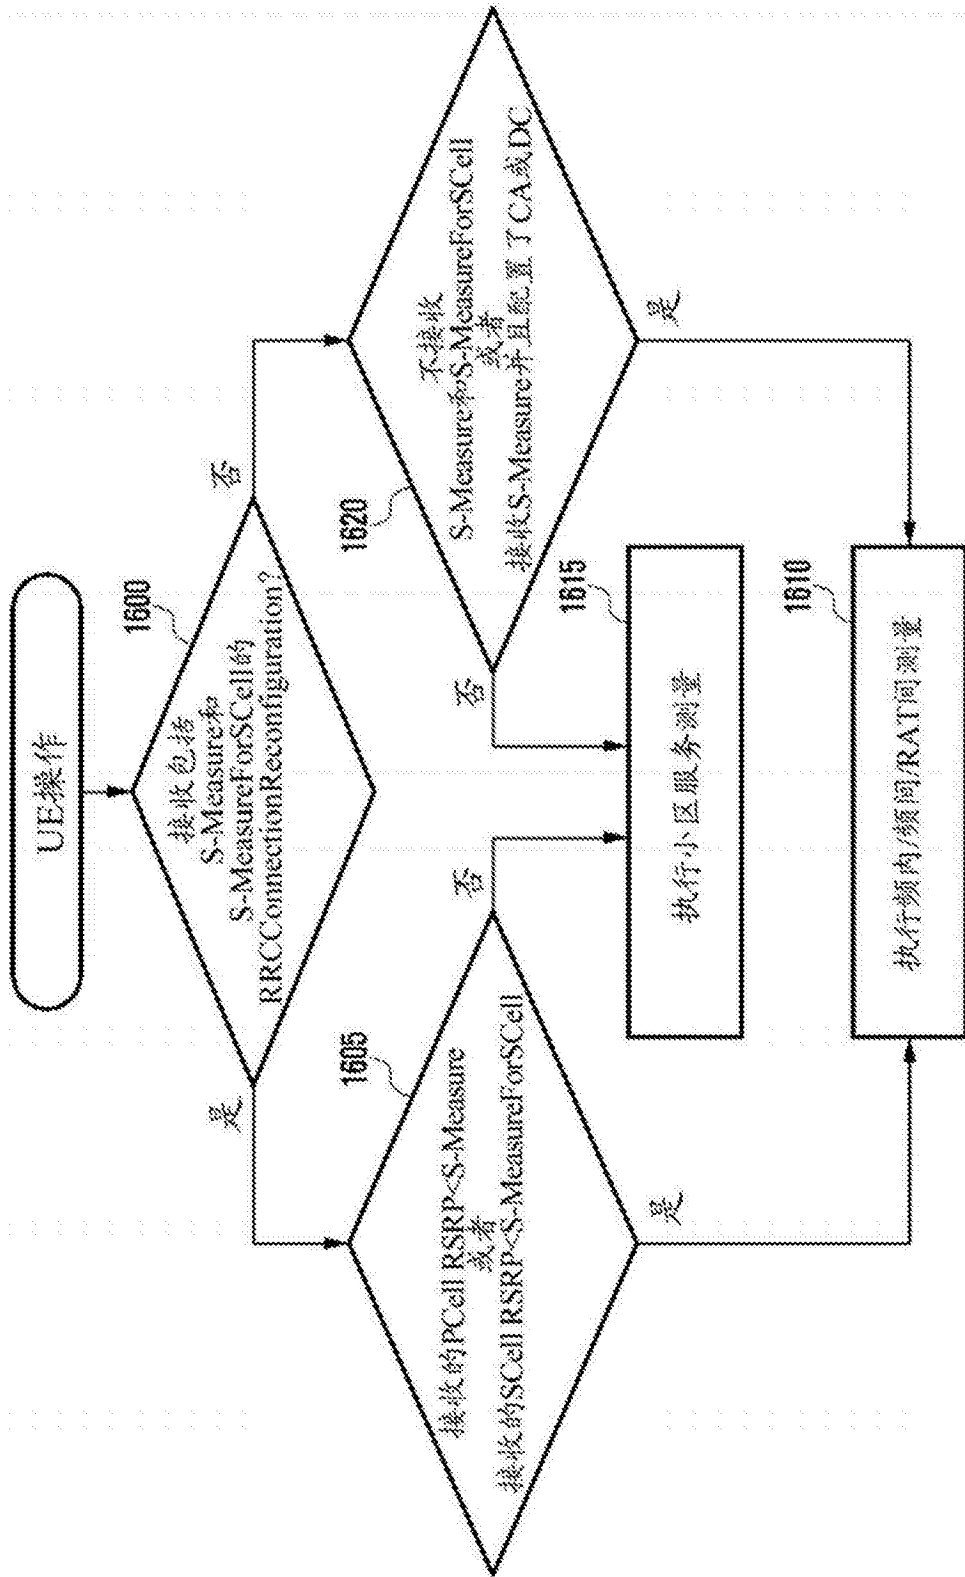 UE操作
1600
接收包括
S-Measure和
S-MeasureForSCell的
RRCConnectionReconfiguration?
是
否
1605
接收的PCell RSRP<S-Measure
或者
接收的SCell RSRP<S-MeasureForSCell
否
是
1620
不接收
S-Measure和S-MeasureForSCell
或者
接收S-Measure并且配置了CA或DC
否
是
1615
执行小区服务测量
1610
执行频内/频间/RAT间测量